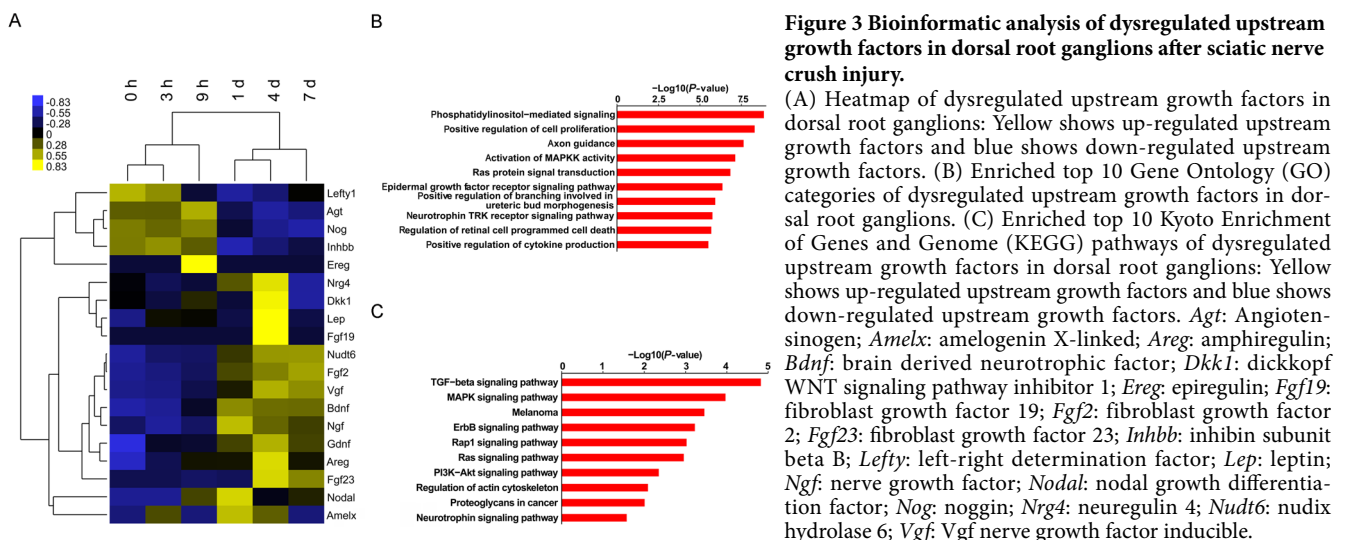 A
0 h
3 h
9 h
1 d
4 d
7 d
-0.83
-0.55
-0.28
0
0.28
0.55
0.83
Lefty1
Agt
Nog
Inhbb
Ereg
Nrg4
Dkk1
Lep
Fgf19
Nudt6
Fgf2
Vgf
Bdnf
Ngf
Gdnf
Areg
Fgf23
Nodal
Amelx
B
−Log10(P-value)
0 2.5 5.0 7.5
Phosphatidylinositol−mediated signaling
Positive regulation of cell proliferation
Axon guidance
Activation of MAPKK activity
Ras protein signal transduction
Epidermal growth factor receptor signaling pathway
Positive regulation of branching involved in
ureteric bud morphogenesis
Neurotrophin TRK receptor signaling pathway
Regulation of retinal cell programmed cell death
Positive regulation of cytokine production
C
−Log10(P-value)
0 1 2 3 4 5
TGF−beta signaling pathway
MAPK signaling pathway
Melanoma
ErbB signaling pathway
Rap1 signaling pathway
Ras signaling pathway
PI3K−Akt signaling pathway
Regulation of actin cytoskeleton
Proteoglycans in cancer
Neurotrophin signaling pathway
Figure 3 Bioinformatic analysis of dysregulated upstream
growth factors in dorsal root ganglions after sciatic nerve
crush injury.
(A) Heatmap of dysregulated upstream growth factors in
dorsal root ganglions: Yellow shows up-regulated upstream
growth factors and blue shows down-regulated upstream
growth factors. (B) Enriched top 10 Gene Ontology (GO)
categories of dysregulated upstream growth factors in dor-
sal root ganglions. (C) Enriched top 10 Kyoto Enrichment
of Genes and Genome (KEGG) pathways of dysregulated
upstream growth factors in dorsal root ganglions: Yellow
shows up-regulated upstream growth factors and blue shows
down-regulated upstream growth factors. Agt: Angioten-
sinogen; Amelx: amelogenin X-linked; Areg: amphiregulin;
Bdnf: brain derived neurotrophic factor; Dkk1: dickkopf
WNT signaling pathway inhibitor 1; Ereg: epiregulin; Fgf19:
fibroblast growth factor 19; Fgf2: fibroblast growth factor
2; Fgf23: fibroblast growth factor 23; Inhbb: inhibin subunit
beta B; Lefty: left-right determination factor; Lep: leptin;
Ngf: nerve growth factor; Nodal: nodal growth differentia-
tion factor; Nog: noggin; Nrg4: neuregulin 4; Nudt6: nudix
hydrolase 6; Vgf: Vgf nerve growth factor inducible.